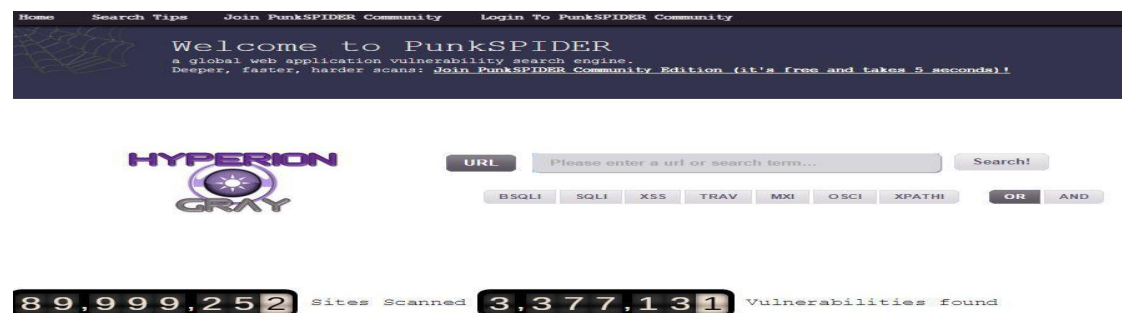 Home Search Tips Join PunkSPIDER Community Login To PunkSPIDER Community
Welcome to PunkSPIDER
a global web application vulnerability search engine.
Deeper, faster, harder scans: Join PunkSPIDER Community Edition (it's free and takes 5 seconds)!
HYPERION
GRAY
URL Please enter a url or search term... Search!
BSQLI SQLI XSS TRAV MXI OSCI XPATHI OR AND
89,999,252 Sites Scanned 3,377,131 Vulnerabilities found